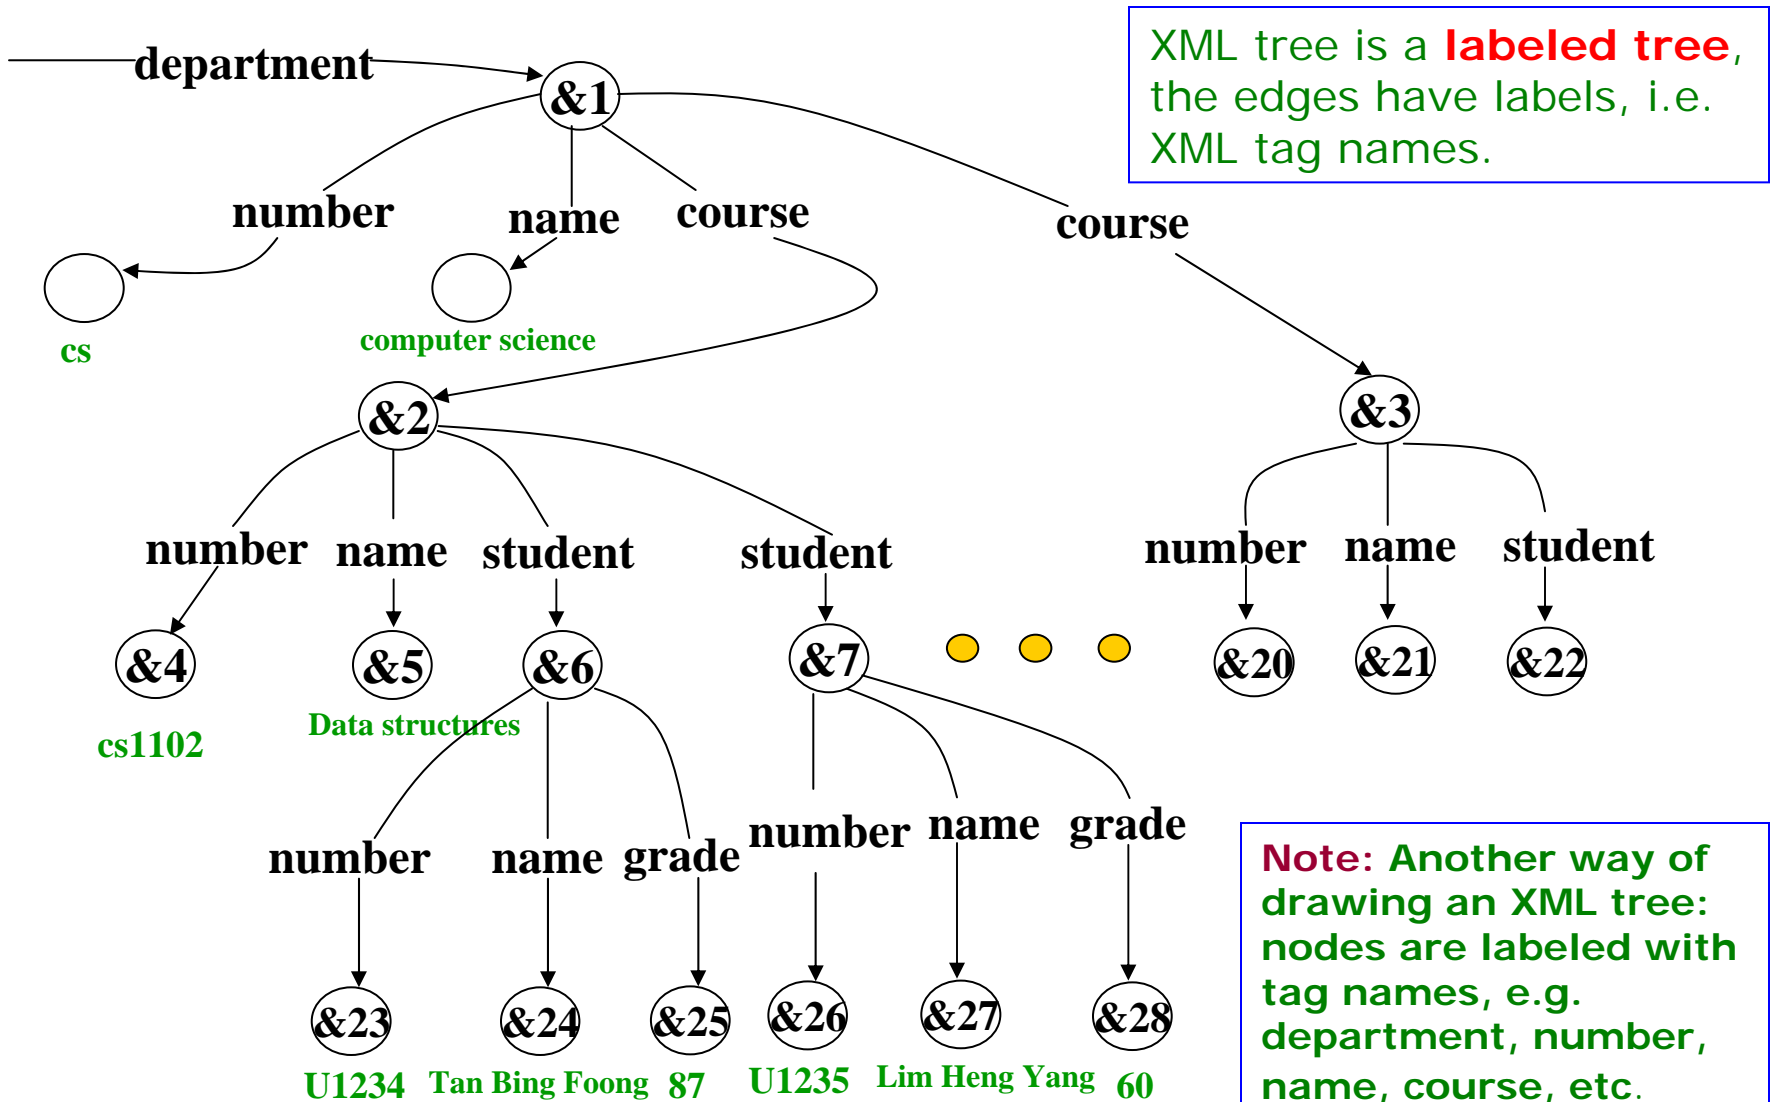 department
&1
XML tree is a labeled tree,
the edges have labels, i.e.
XML tag names.
number
name
course
course
cs
computer science
&2
&3
number name student student
number name student
&4
&5
&6
&7
&20
&21
&22
cs1102
Data structures
number name grade
number name grade
&23
&24
&25
&26
&27
&28
U1234 Tan Bing Foong 87 U1235 Lim Heng Yang 60
Note: Another way of
drawing an XML tree:
nodes are labeled with
tag names, e.g.
department, number,
name, course, etc.